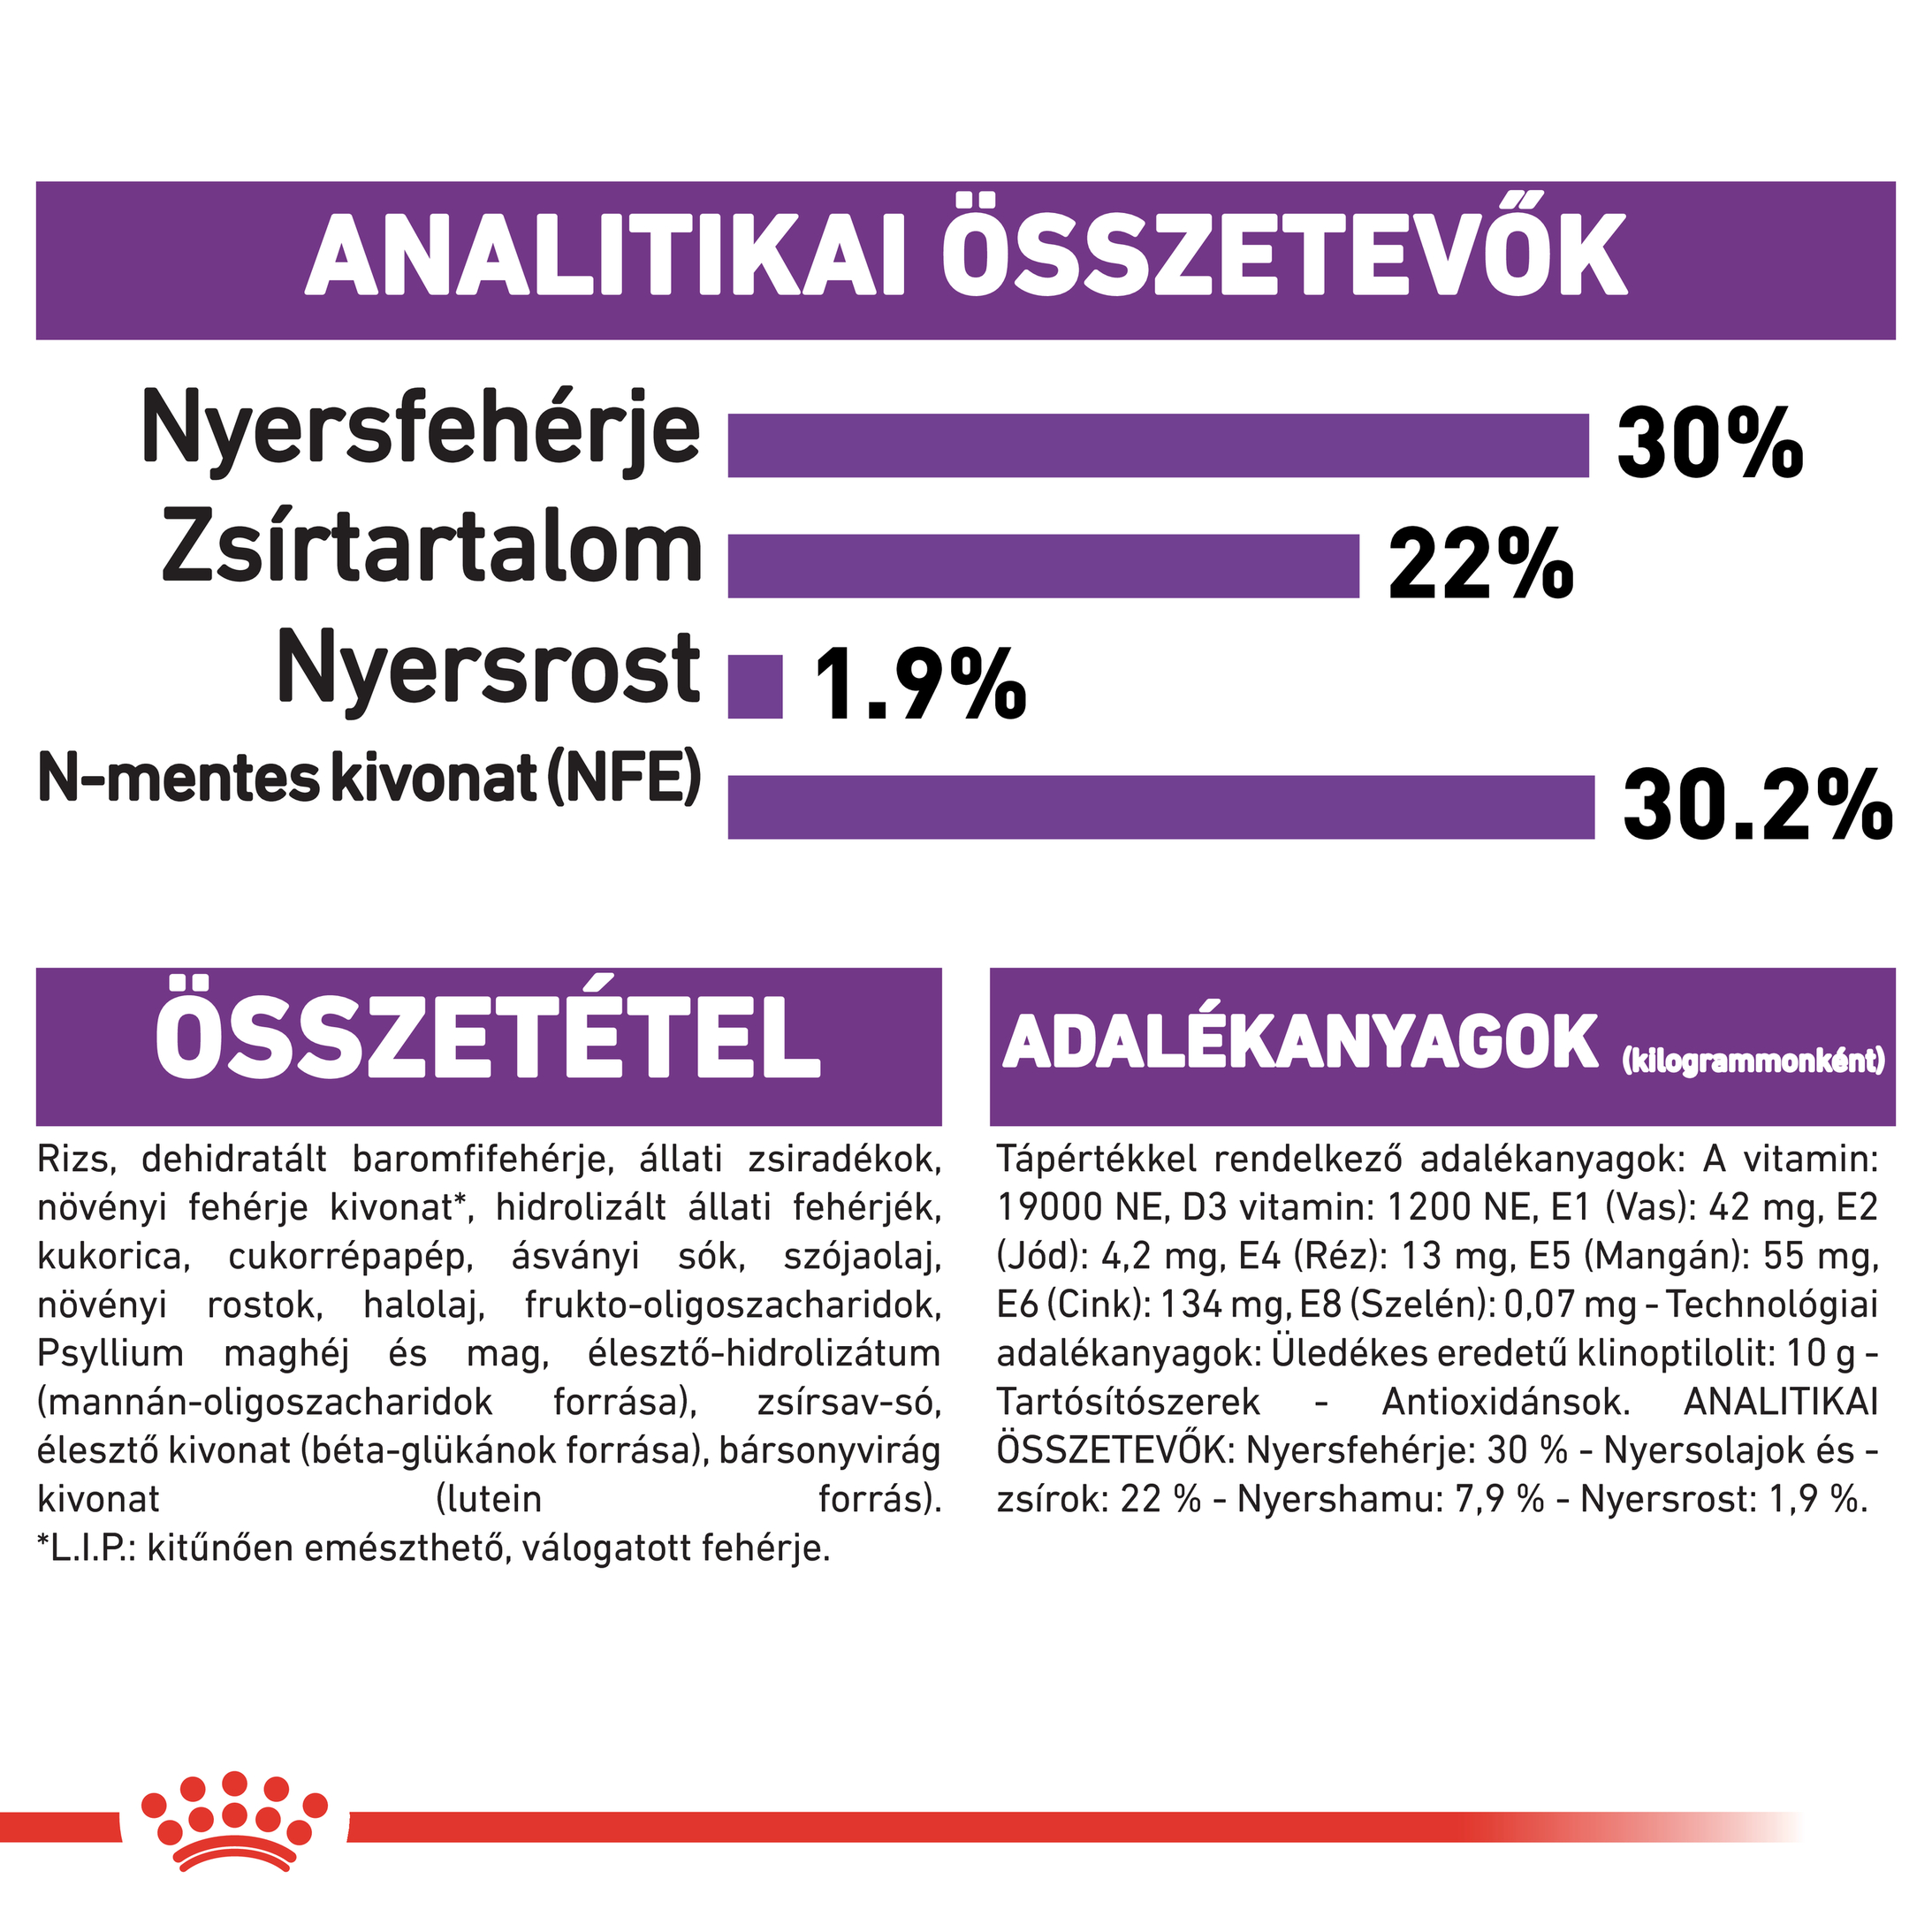 ANALITIKAI ÖSSZETEVŐK
Nyersfehérje 30%
Zsírtartalom 22%
Nyersrost 1.9%
N-mentes kivonat (NFE) 30.2%
ÖSSZETÉTEL
Rizs, dehidratált baromfifehérje, állati zsiradékok,
növényi fehérje kivonat*, hidrolizált állati fehérjék,
kukorica, cukorrépapép, ásványi sók, szójaolaj,
növényi rostok, halolaj, frukto-oligoszacharidok,
Psyllium maghéj és mag, élesztő-hidrolizátum
(mannán-oligoszacharidok forrása), zsírsav-só,
élesztő kivonat (béta-glükánok forrása), bársonyvirág
kivonat (lutein forrás).
*L.I.P.: kitűnően emészthető, válogatott fehérje.
ADALÉKANYAGOK (kilogrammonként)
Tápértékkel rendelkező adalékanyagok: A vitamin:
19000 NE, D3 vitamin: 1200 NE, E1 (Vas): 42 mg, E2
(Jód): 4,2 mg, E4 (Réz): 13 mg, E5 (Mangán): 55 mg,
E6 (Cink): 134 mg, E8 (Szelén): 0,07 mg - Technológiai
adalékanyagok: Üledékes eredetű klinoptilolit: 10 g -
Tartósítószerek - Antioxidánsok. ANALITIKAI
ÖSSZETEVŐK: Nyersfehérje: 30 % - Nyersolajok és -
zsírok: 22 % - Nyershamu: 7,9 % - Nyersrost: 1,9 %.